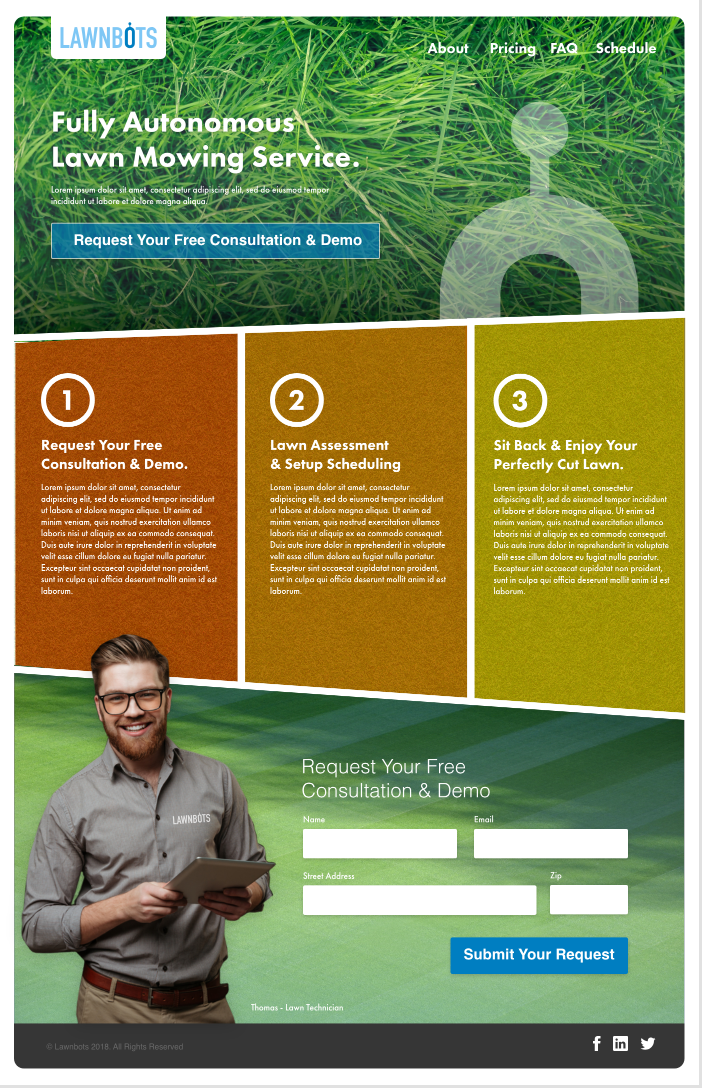 LAWNBOTS
About Pricing FAQ Schedule
Fully Autonomous
Lawn Mowing Service.
Lorem ipsum dolor sit amet, consectetur adipiscing elit, sed do eiusmod tempor
incididunt ut labore et dolore magna aliqua.
Request Your Free Consultation & Demo
1
Request Your Free
Consultation & Demo.
Lorem ipsum dolor sit amet, consectetur
adipiscing elit, sed do eiusmod tempor incididunt
ut labore et dolore magna aliqua. Ut enim ad
minim veniam, quis nostrud exercitation ullamco
laboris nisi ut aliquip ex ea commodo consequat.
Duis aute irure dolor in reprehenderit in voluptate
velit esse cillum dolore eu fugiat nulla pariatur.
Excepteur sint occaecat cupidatat non proident,
sunt in culpa qui officia deserunt mollit anim id est
laborum.
2
Lawn Assessment
& Setup Scheduling
Lorem ipsum dolor sit amet, consectetur
adipiscing elit, sed do eiusmod tempor incididunt
ut labore et dolore magna aliqua. Ut enim ad
minim veniam, quis nostrud exercitation ullamco
laboris nisi ut aliquip ex ea commodo consequat.
Duis aute irure dolor in reprehenderit in voluptate
velit esse cillum dolore eu fugiat nulla pariatur.
Excepteur sint occaecat cupidatat non proident,
sunt in culpa qui officia deserunt mollit anim id est
laborum.
3
Sit Back & Enjoy Your
Perfectly Cut Lawn.
Lorem ipsum dolor sit amet, consectetur
adipiscing elit, sed do eiusmod tempor incididunt
ut labore et dolore magna aliqua. Ut enim ad
minim veniam, quis nostrud exercitation ullamco
laboris nisi ut aliquip ex ea commodo consequat.
Duis aute irure dolor in reprehenderit in voluptate
velit esse cillum dolore eu fugiat nulla pariatur.
Excepteur sint occaecat cupidatat non proident,
sunt in culpa qui officia deserunt mollit anim id est
laborum.
LAWNBOTS
Request Your Free
Consultation & Demo
Name Email
Street Address Zip
Submit Your Request
Thomas - Lawn Technician
© Lawnbots 2018. All Rights Reserved